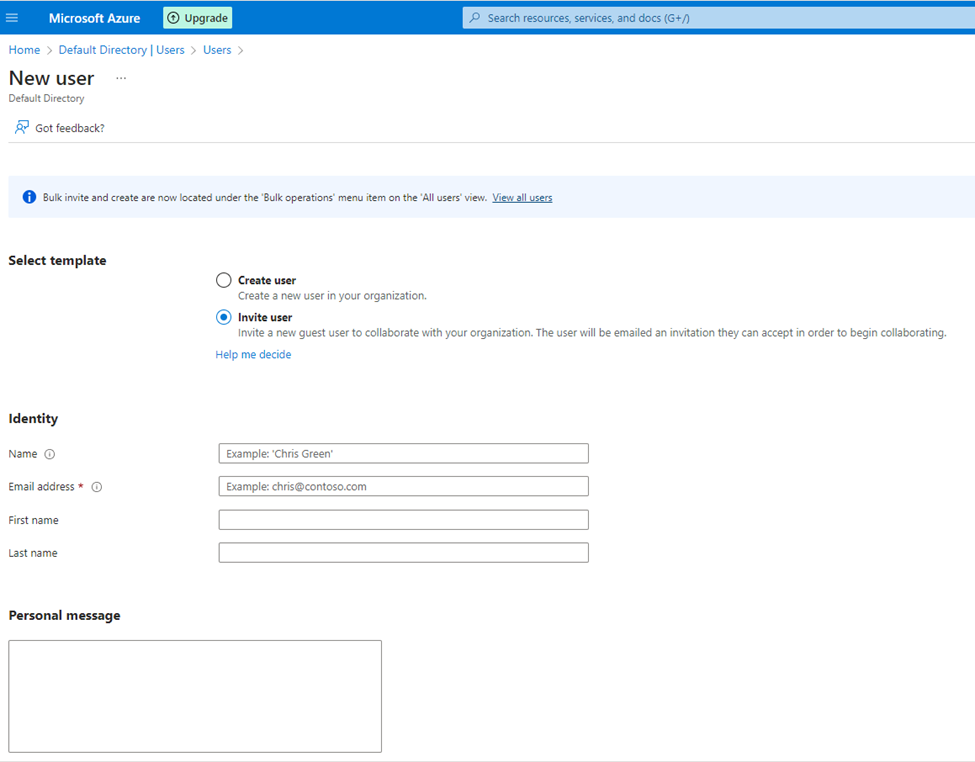 Microsoft Azure Upgrade Search resources, services, and docs (G+/)
Home > Default Directory | Users > Users >
New user ...
Default Directory
Got feedback?
Bulk invite and create are now located under the 'Bulk operations' menu item on the 'All users' view. View all users
Select template
Create user
Create a new user in your organization.
Invite user
Invite a new guest user to collaborate with your organization. The user will be emailed an invitation they can accept in order to begin collaborating.
Help me decide
Identity
Name Example: 'Chris Green'
Email address * Example: chris@contoso.com
First name
Last name
Personal message